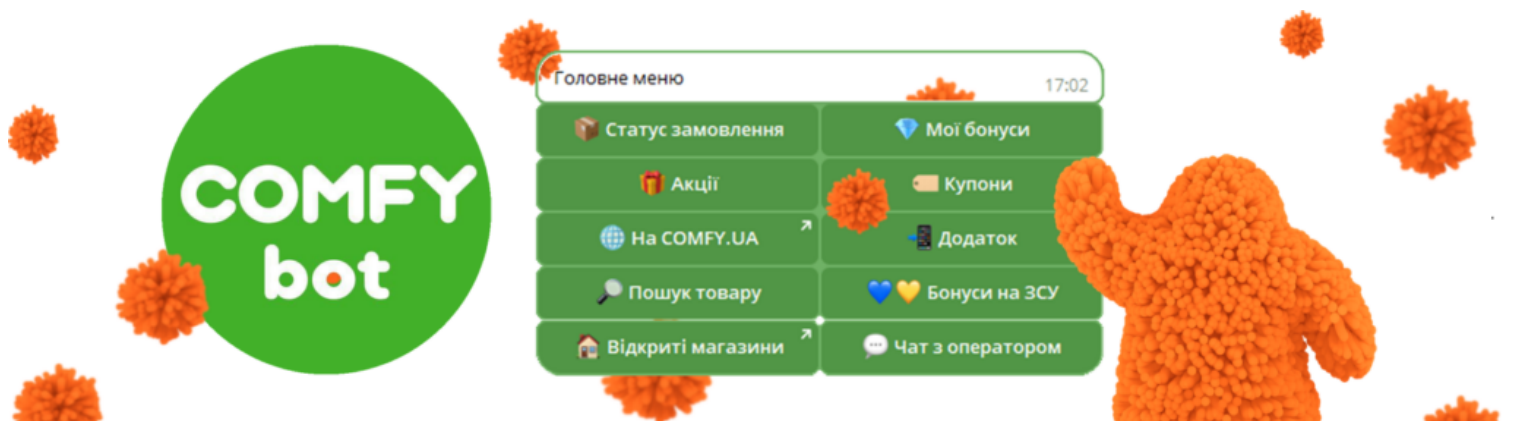 COMFY
bot
Головне меню
17:02
📦 Статус замовлення
💎 Мої бонуси
🎁 Акції
🏷️ Купони
🌐 На COMFY.UA
📲 Додаток
🔎 Пошук товару
💙💛 Бонуси на ЗСУ
🏠 Відкриті магазини
💬 Чат з оператором